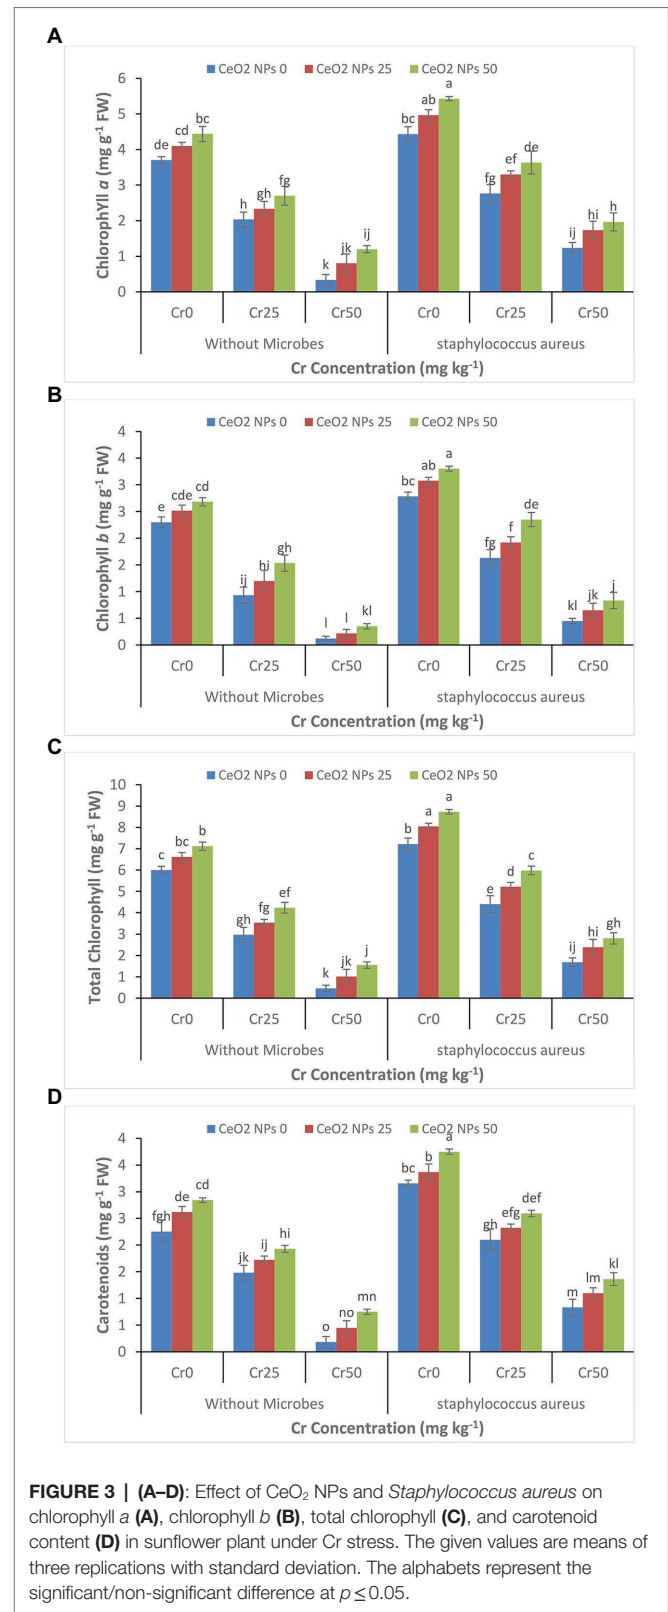 A
CeO2 NPs 0 CeO2 NPs 25 CeO2 NPs 50
ChlorophYll a (mg g-1 FW)
6
5
4
3
2
1
0
de cd bc
h gh fg
k jk ij
bc ab a
fg ef de
ij hi h
Cr0 Cr25 Cr50 Cr0 Cr25 Cr50
Without Microbes staphylococcus aureus
Cr Concentration (mg kg-1)
B
CeO2 NPs 0 CeO2 NPs 25 CeO2 NPs 50
Chlorophyll b (mg g-1 FW)
4
4
3
3
2
2
1
1
0
e cde cd
ij hi gh
l l kl
bc ab a
fg f de
kl jk j
Cr0 Cr25 Cr50 Cr0 Cr25 Cr50
Without Microbes staphylococcus aureus
Cr Concentration (mg kg-1)
C
CeO2 NPs 0 CeO2 NPs 25 CeO2 NPs 50
Total Chlorophyll (mg g-1 FW)
10
9
8
7
6
5
4
3
2
1
0
c bc b
gh fg ef
k jk j
b a a
e d c
ij hi gh
Cr0 Cr25 Cr50 Cr0 Cr25 Cr50
Without Microbes staphylococcus aureus
Cr Concentration (mg kg-1)
D
CeO2 NPs 0 CeO2 NPs 25 CeO2 NPs 50
Carotenoids (mg g-1 FW)
4
4
3
3
2
2
1
1
0
fgh de cd
jk ij hi
o no mn
bc b a
gh efg def
m lm kl
Cr0 Cr25 Cr50 Cr0 Cr25 Cr50
Without Microbes staphylococcus aureus
Cr Concentration (mg kg-1)
FIGURE 3 | (A–D): Effect of CeO2 NPs and Staphylococcus aureus on
chlorophyll a (A), chlorophyll b (B), total chlorophyll (C), and carotenoid
content (D) in sunflower plant under Cr stress. The given values are means of
three replications with standard deviation. The alphabets represent the
significant/non-significant difference at p ≤ 0.05.